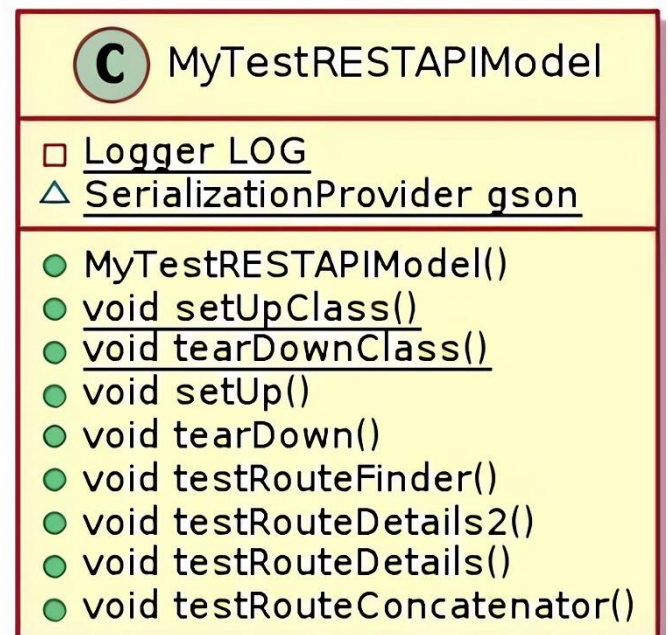 C MyTestRESTAPIModel
Logger LOG
SerializationProvider gson
MyTestRESTAPIModel()
void setUpClass()
void tearDownClass()
void setUp()
void tearDown()
void testRouteFinder()
void testRouteDetails2()
void testRouteDetails()
void testRouteConcatenator()